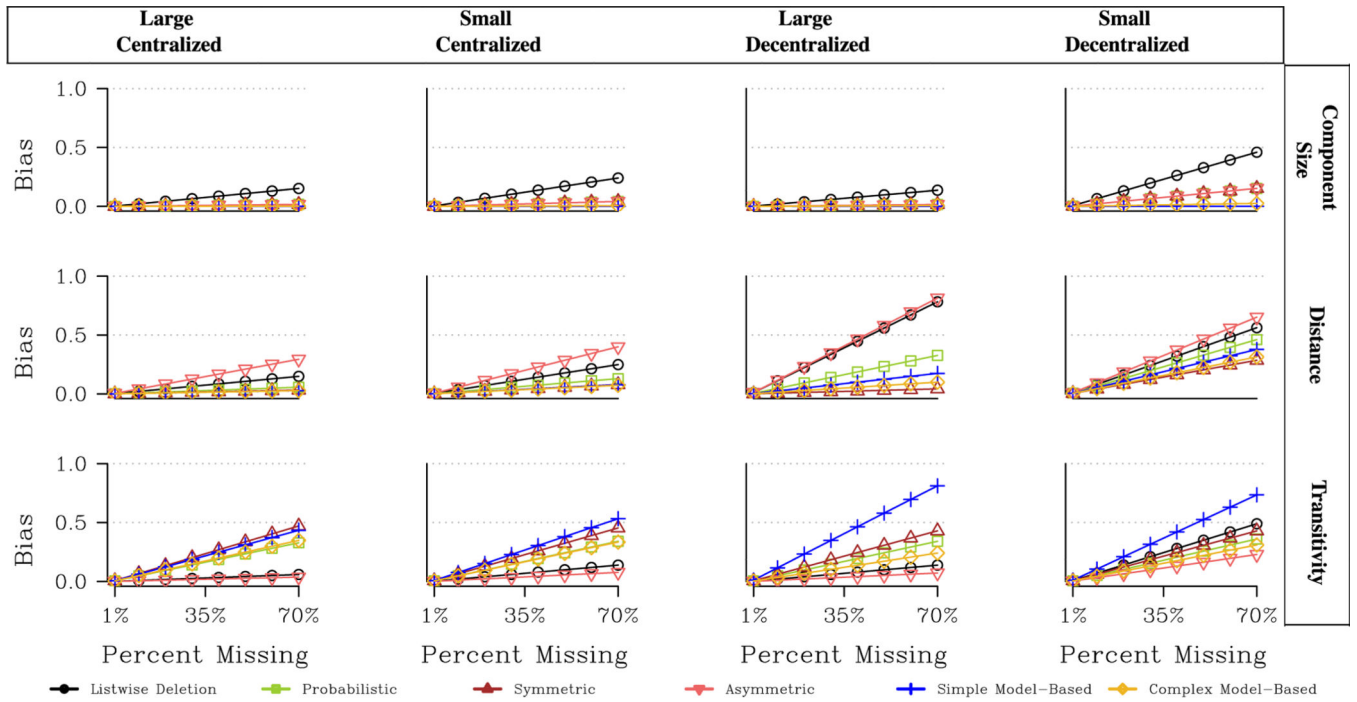 Large Centralized
Small Centralized
Large Decentralized
Small Decentralized
1.0
0.5
0.0
Bias
Component Size
1.0
0.5
0.0
Bias
Distance
1.0
0.5
0.0
Bias
Transitivity
1% 35% 70% 1% 35% 70% 1% 35% 70% 1% 35% 70%
Percent Missing Percent Missing Percent Missing Percent Missing
Listwise Deletion Probabilistic Symmetric Asymmetric Simple Model-Based Complex Model-Based